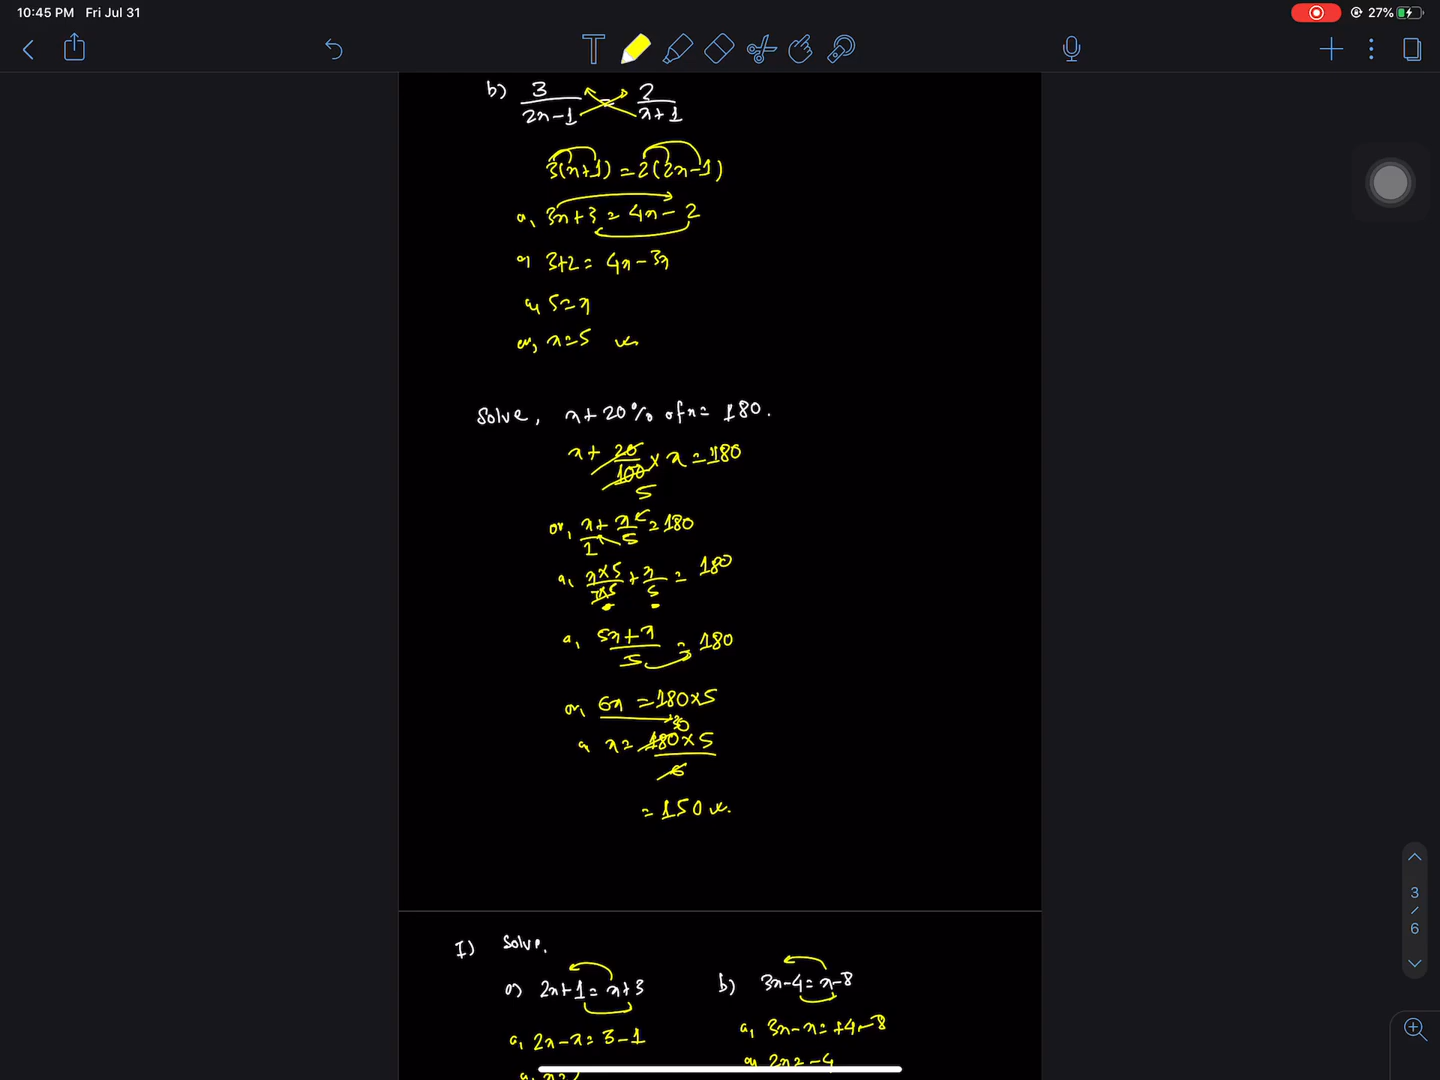 10:45 PM Fri Jul 31
27%
b) 3/(2x-1) = 2/(x+1)
3(x+1) = 2(2x-1)
or, 3x+3 = 4x-2
or 3+2 = 4x-3x
or, 5=x
or, x=5
Solve, x+20% of x = 180.
x + 20/100 × x = 180
5
or, x/1 + x/5 = 180
or, x×5/1×5 + x/5 = 180
or, 5x+x/5 = 180
or, 6x = 180×5
30
or x = 180×5/6
= 150
I) Solve,
a) 2x+1 = x+3
or, 2x-x = 3-1
b) 3x-4 = x-8
or, 3x-x = +4-8
or 2x = -4
3
/
6